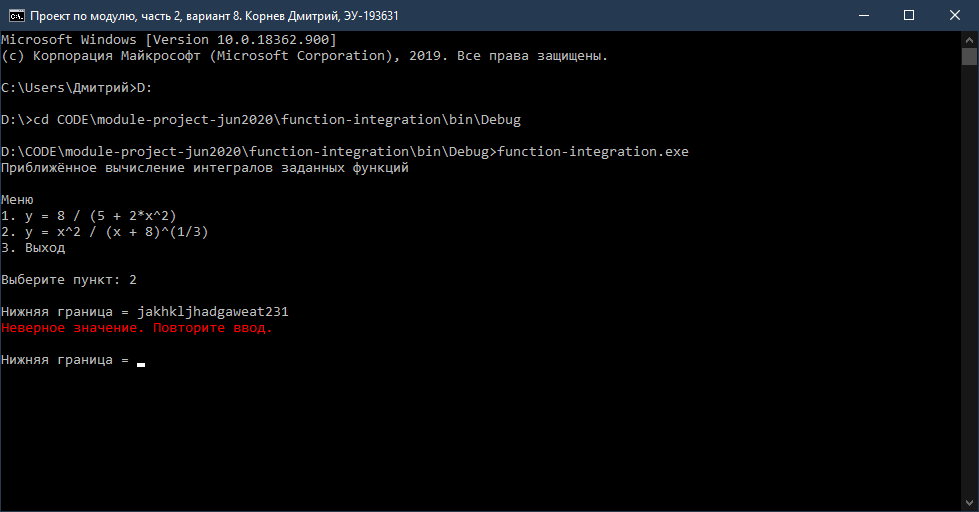 Проект по модулю, часть 2, вариант 8. Корнев Дмитрий, ЭУ-193631
Microsoft Windows [Version 10.0.18362.900]
(c) Корпорация Майкрософт (Microsoft Corporation), 2019. Все права защищены.
C:\Users\Дмитрий>D:
D:\>cd CODE\module-project-jun2020\function-integration\bin\Debug
D:\CODE\module-project-jun2020\function-integration\bin\Debug>function-integration.exe
Приближённое вычисление интегралов заданных функций
Меню
1. y = 8 / (5 + 2*x^2)
2. y = x^2 / (x + 8)^(1/3)
3. Выход
Выберите пункт: 2
Нижняя граница = jakhkljhadgaweat231
Неверное значение. Повторите ввод.
Нижняя граница =